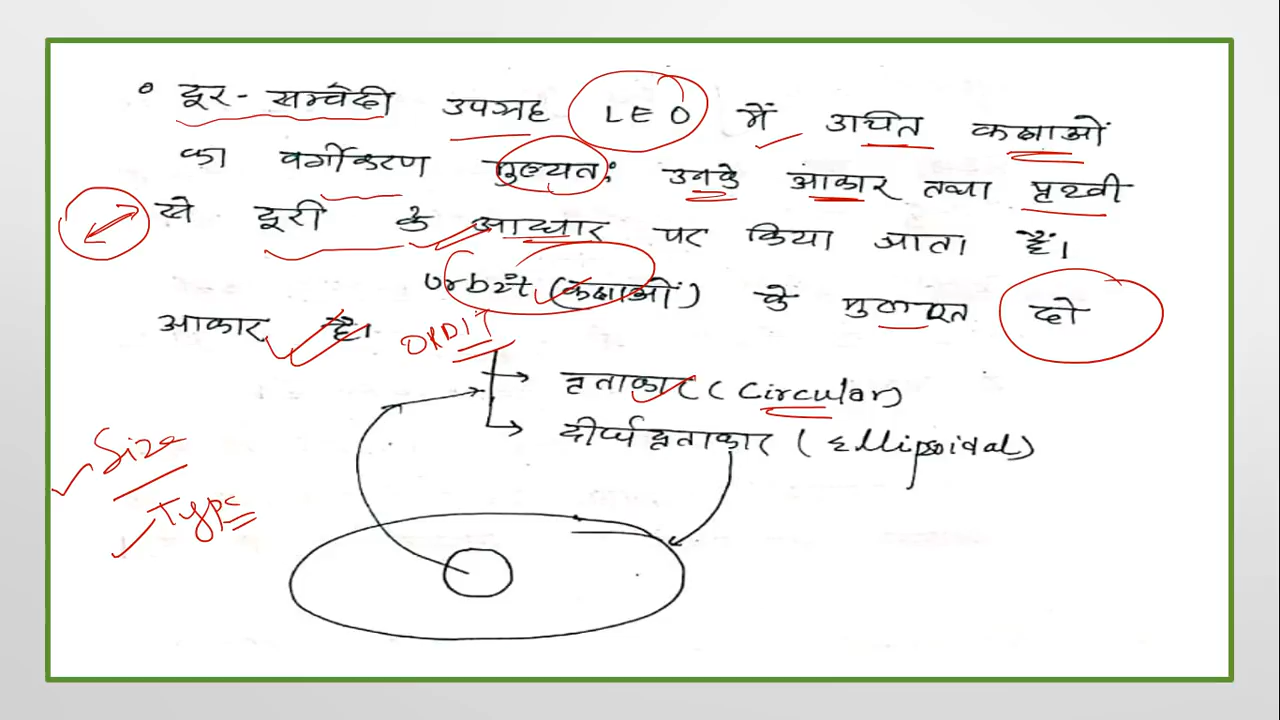 दूर-सम्वेदी उपग्रह LEO में उचित कक्षाओं
का वर्गीकरण मुख्यतः उनके आकार तथा पृथ्वी
से दूरी के आधार पर किया जाता हैं।
Orbit (कक्षाओं) के मुख्यत दो
आकार है।
ORBIT
वृताकार (Circular)
दीर्घवृताकार (Ellipsoidal)
Size
Type